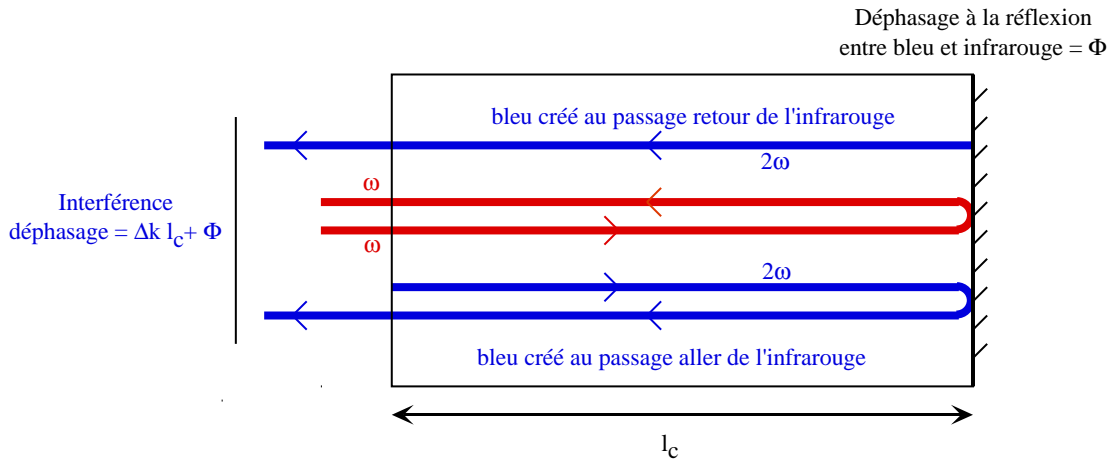 Déphasage à la réflexion
entre bleu et infrarouge = Φ
bleu créé au passage retour de l'infrarouge
2ω
ω
Interférence
déphasage = Δk lc+ Φ
ω
2ω
bleu créé au passage aller de l'infrarouge
lc